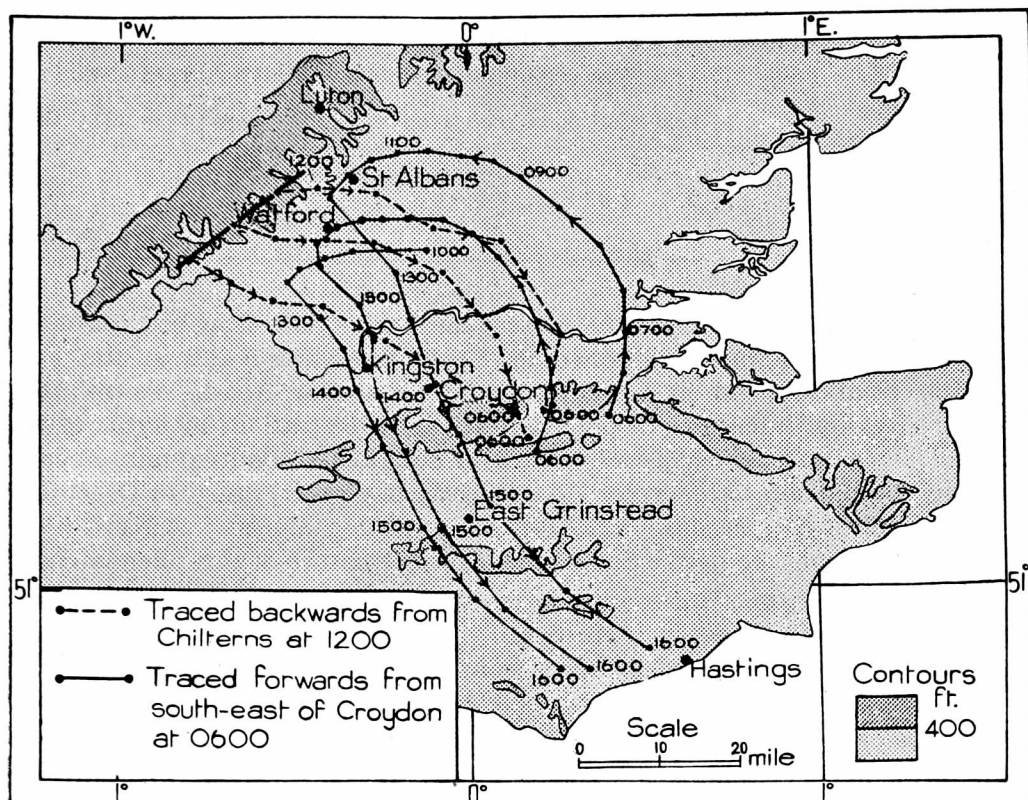 1°W.
0°
1°E.
Luton
1200
1100
St Albans
0900
Watford
1000
1300
1500
1300
0700
Kingston
Croydon
1400
1400
0600
0600
0600
0600
0600
1500
East Grinstead
1500
1500
51°
51°
1600
1600
1600
Hastings
Traced backwards from
Chilterns at 1200
Traced forwards from
south-east of Croydon
at 0600
Scale
0 10 20
mile
Contours
ft.
400
1°
0°
1°